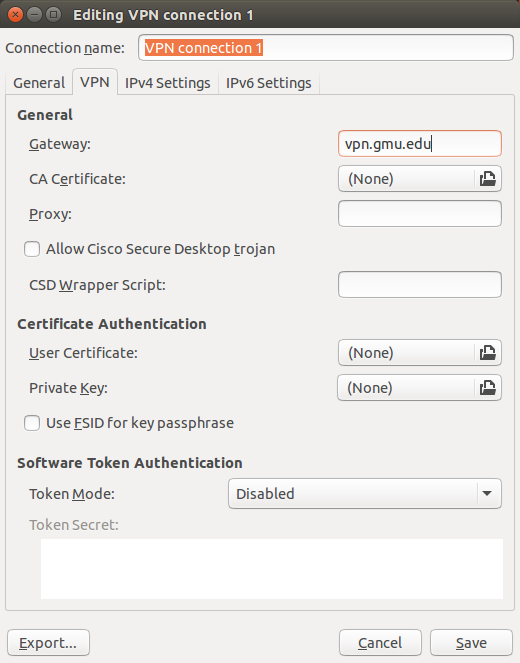 Editing VPN connection 1
Connection name: VPN connection 1
General VPN IPv4 Settings IPv6 Settings
General
Gateway: vpn.gmu.edu
CA Certificate: (None)
Proxy:
Allow Cisco Secure Desktop trojan
CSD Wrapper Script:
Certificate Authentication
User Certificate: (None)
Private Key: (None)
Use FSID for key passphrase
Software Token Authentication
Token Mode: Disabled
Token Secret:
Export... Cancel Save